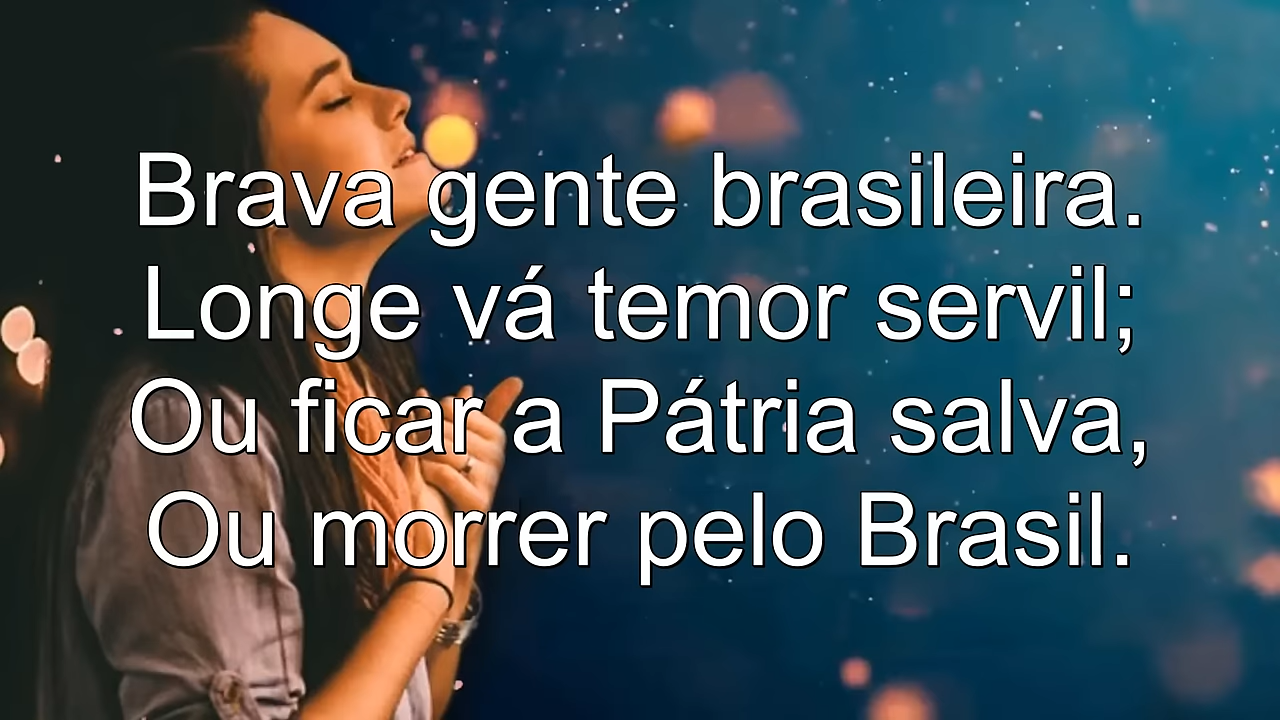 Brava gente brasileira.
Longe vá temor servil;
Ou ficar a Pátria salva,
Ou morrer pelo Brasil.